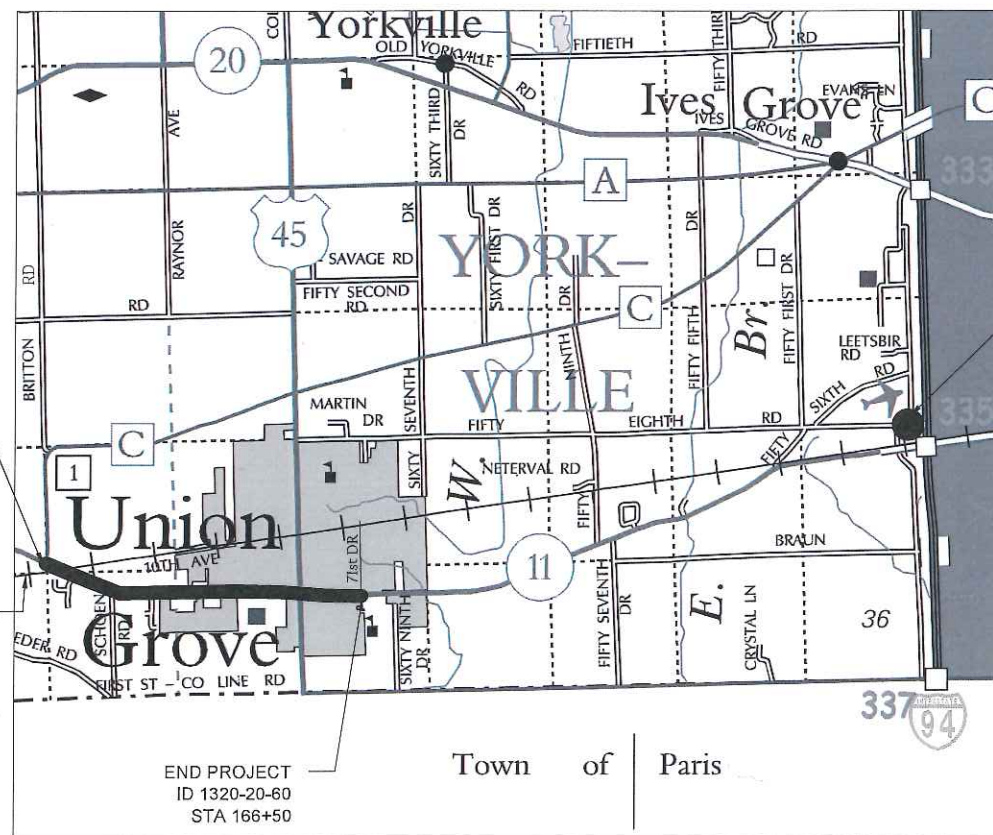 Yorkville
20
OLD YORKVILLE RD
FIFTIETH RD
Ives Grove
EVANS LN
IVES GROVE RD
C
333
AVE
SIXTY THIRD DR
A
RAYNOR
45
SAVAGE RD
FIFTY SECOND RD
RD
RD
DR
SIXTY FIRST DR
YORK–
VILLE
DR
DR
C
FIFTY FIFTH
Br.
FIFTY FIRST DR
LEETSBIR RD
BRITTON
NINTH
MARTIN DR
SEVENTH
SIXTY
FIFTY EIGHTH RD
FIFTY SIXTH RD
335
C
1
W.
NETERVAL RD
FIFTY
Union
Grove
10TH AVE
71st DR
11
BRAUN
SCHOEN RD
EDER RD
SIXTY NINTH DR
FIFTY SEVENTH DR
E.
CRYSTAL LN
36
FIRST ST – CO LINE RD
337
94
END PROJECT
ID 1320-20-60
STA 166+50
Town of Paris